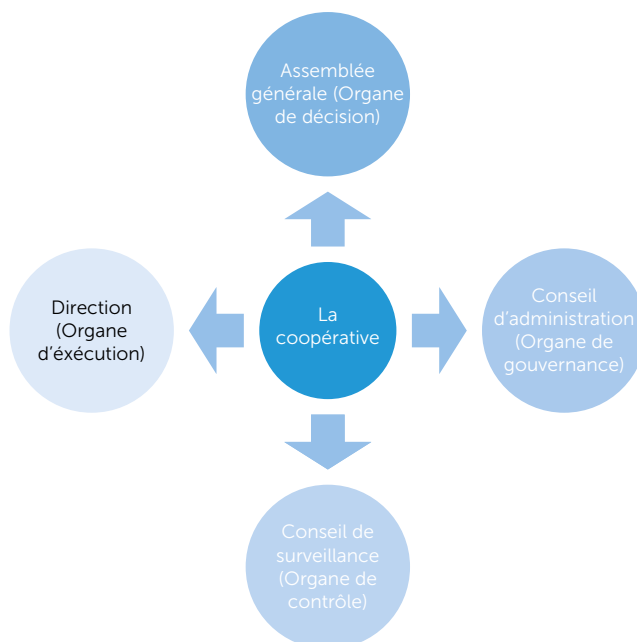 Assemblée
générale (Organe
de décision)
Direction
(Organe
d'éxécution)
La
coopérative
Conseil
d'administration
(Organe de
gouvernance)
Conseil de
surveillance
(Organe de
contrôle)